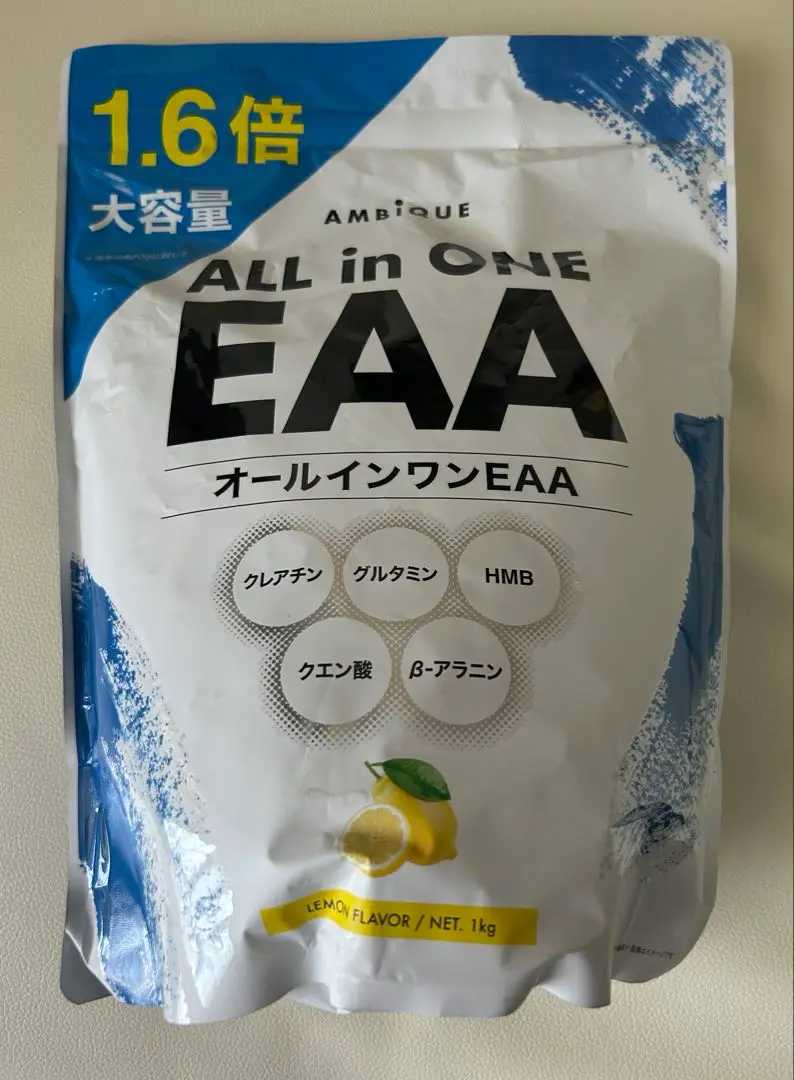 1.6倍
大容量
AMBiQUE
ALL in ONE
EAA
オールインワンEAA
クレアチン
グルタミン
HMB
クエン酸
β-アラニン
LEMON FLAVOR / NET. 1kg